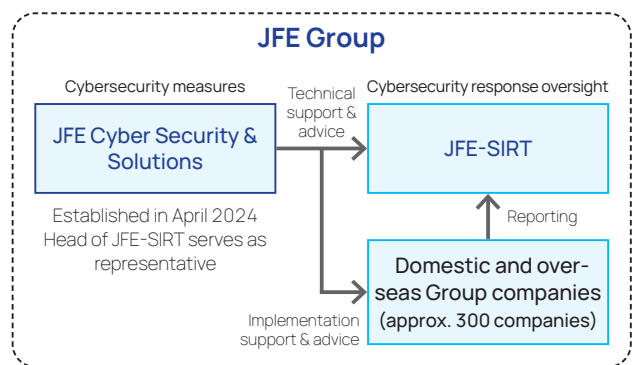 JFE Group
Cybersecurity measures
JFE Cyber Security &
Solutions
Established in April 2024
Head of JFE-SIRT serves as
representative
Technical
support &
advice
Cybersecurity response oversight
JFE-SIRT
Reporting
Domestic and over-
seas Group companies
(approx. 300 companies)
Implementation
support & advice